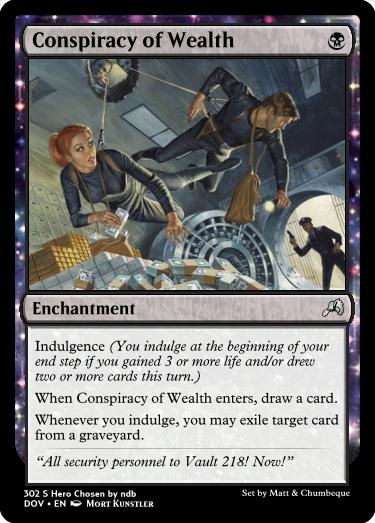 Conspiracy of Wealth
Enchantment
Indulgence (You indulge at the beginning of your
end step if you gained 3 or more life and/or drew
two or more cards this turn.)
When Conspiracy of Wealth enters, draw a card.
Whenever you indulge, you may exile target card
from a graveyard.
"All security personnel to Vault 218! Now!"
302 S Hero Chosen by ndb
DOV • EN Mort Kunstler
Set by Matt & Chumbeque